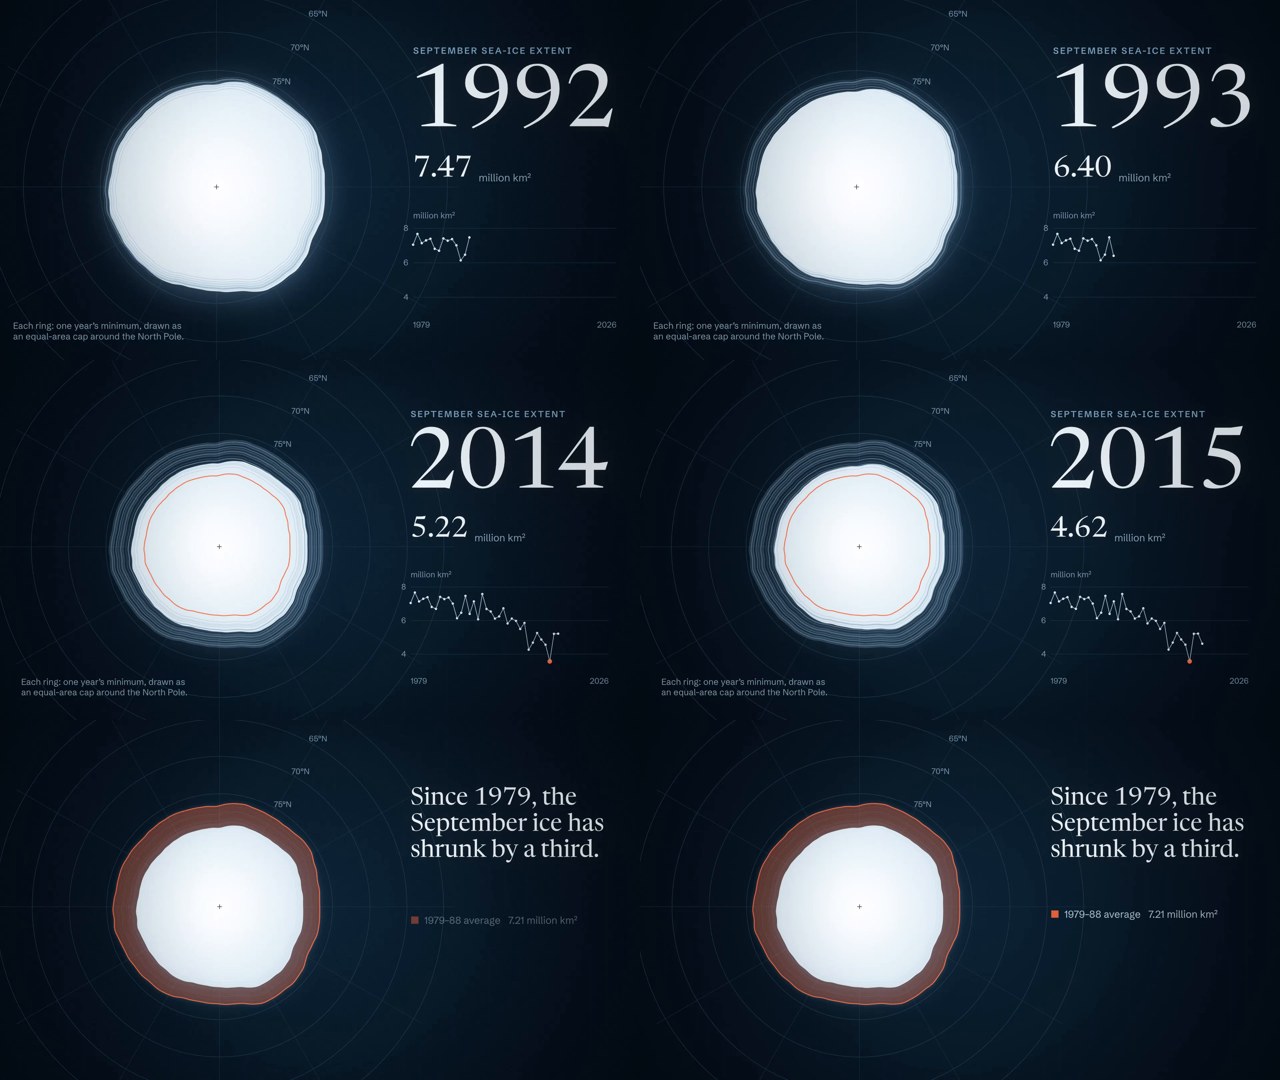 65°N
70°N
75°N
SEPTEMBER SEA-ICE EXTENT
1992
7.47 million km²
million km²
8
6
4
1979 2026
Each ring: one year's minimum, drawn as
an equal-area cap around the North Pole.
65°N
70°N
75°N
SEPTEMBER SEA-ICE EXTENT
1993
6.40 million km²
million km²
8
6
4
1979 2026
Each ring: one year's minimum, drawn as
an equal-area cap around the North Pole.
65°N
70°N
75°N
SEPTEMBER SEA-ICE EXTENT
2014
5.22 million km²
million km²
8
6
4
1979 2026
Each ring: one year's minimum, drawn as
an equal-area cap around the North Pole.
65°N
70°N
75°N
SEPTEMBER SEA-ICE EXTENT
2015
4.62 million km²
million km²
8
6
4
1979 2026
Each ring: one year's minimum, drawn as
an equal-area cap around the North Pole.
65°N
70°N
75°N
Since 1979, the
September ice has
shrunk by a third.
1979–88 average 7.21 million km²
65°N
70°N
75°N
Since 1979, the
September ice has
shrunk by a third.
1979–88 average 7.21 million km²